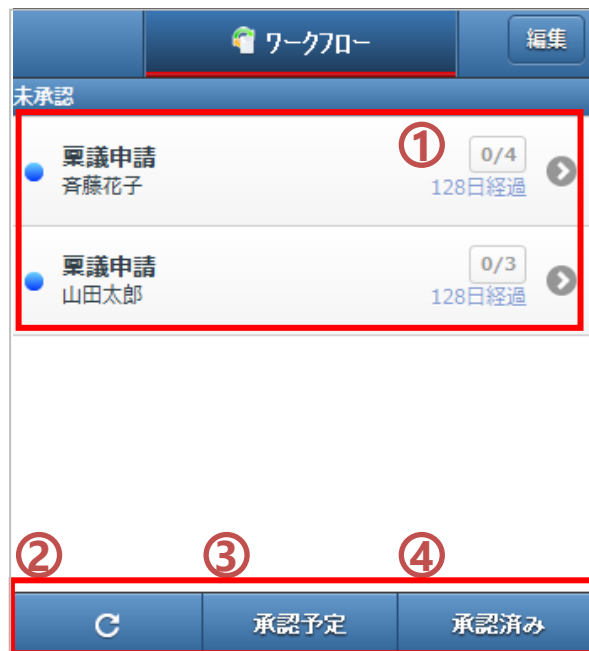 ワークフロー
編集
未承認
①
稟議申請
0/4
斉藤花子
128日経過
稟議申請
0/3
山田太郎
128日経過
② ③ ④
承認予定 承認済み